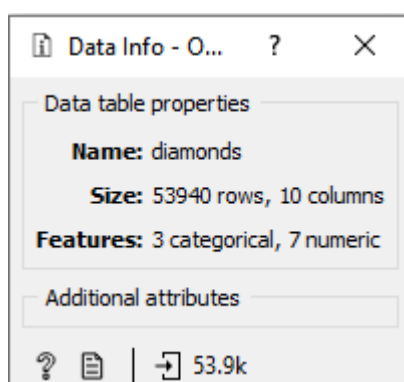 Data Info - O... ?
Data table properties
Name: diamonds
Size: 53940 rows, 10 columns
Features: 3 categorical, 7 numeric
Additional attributes
? 53.9k